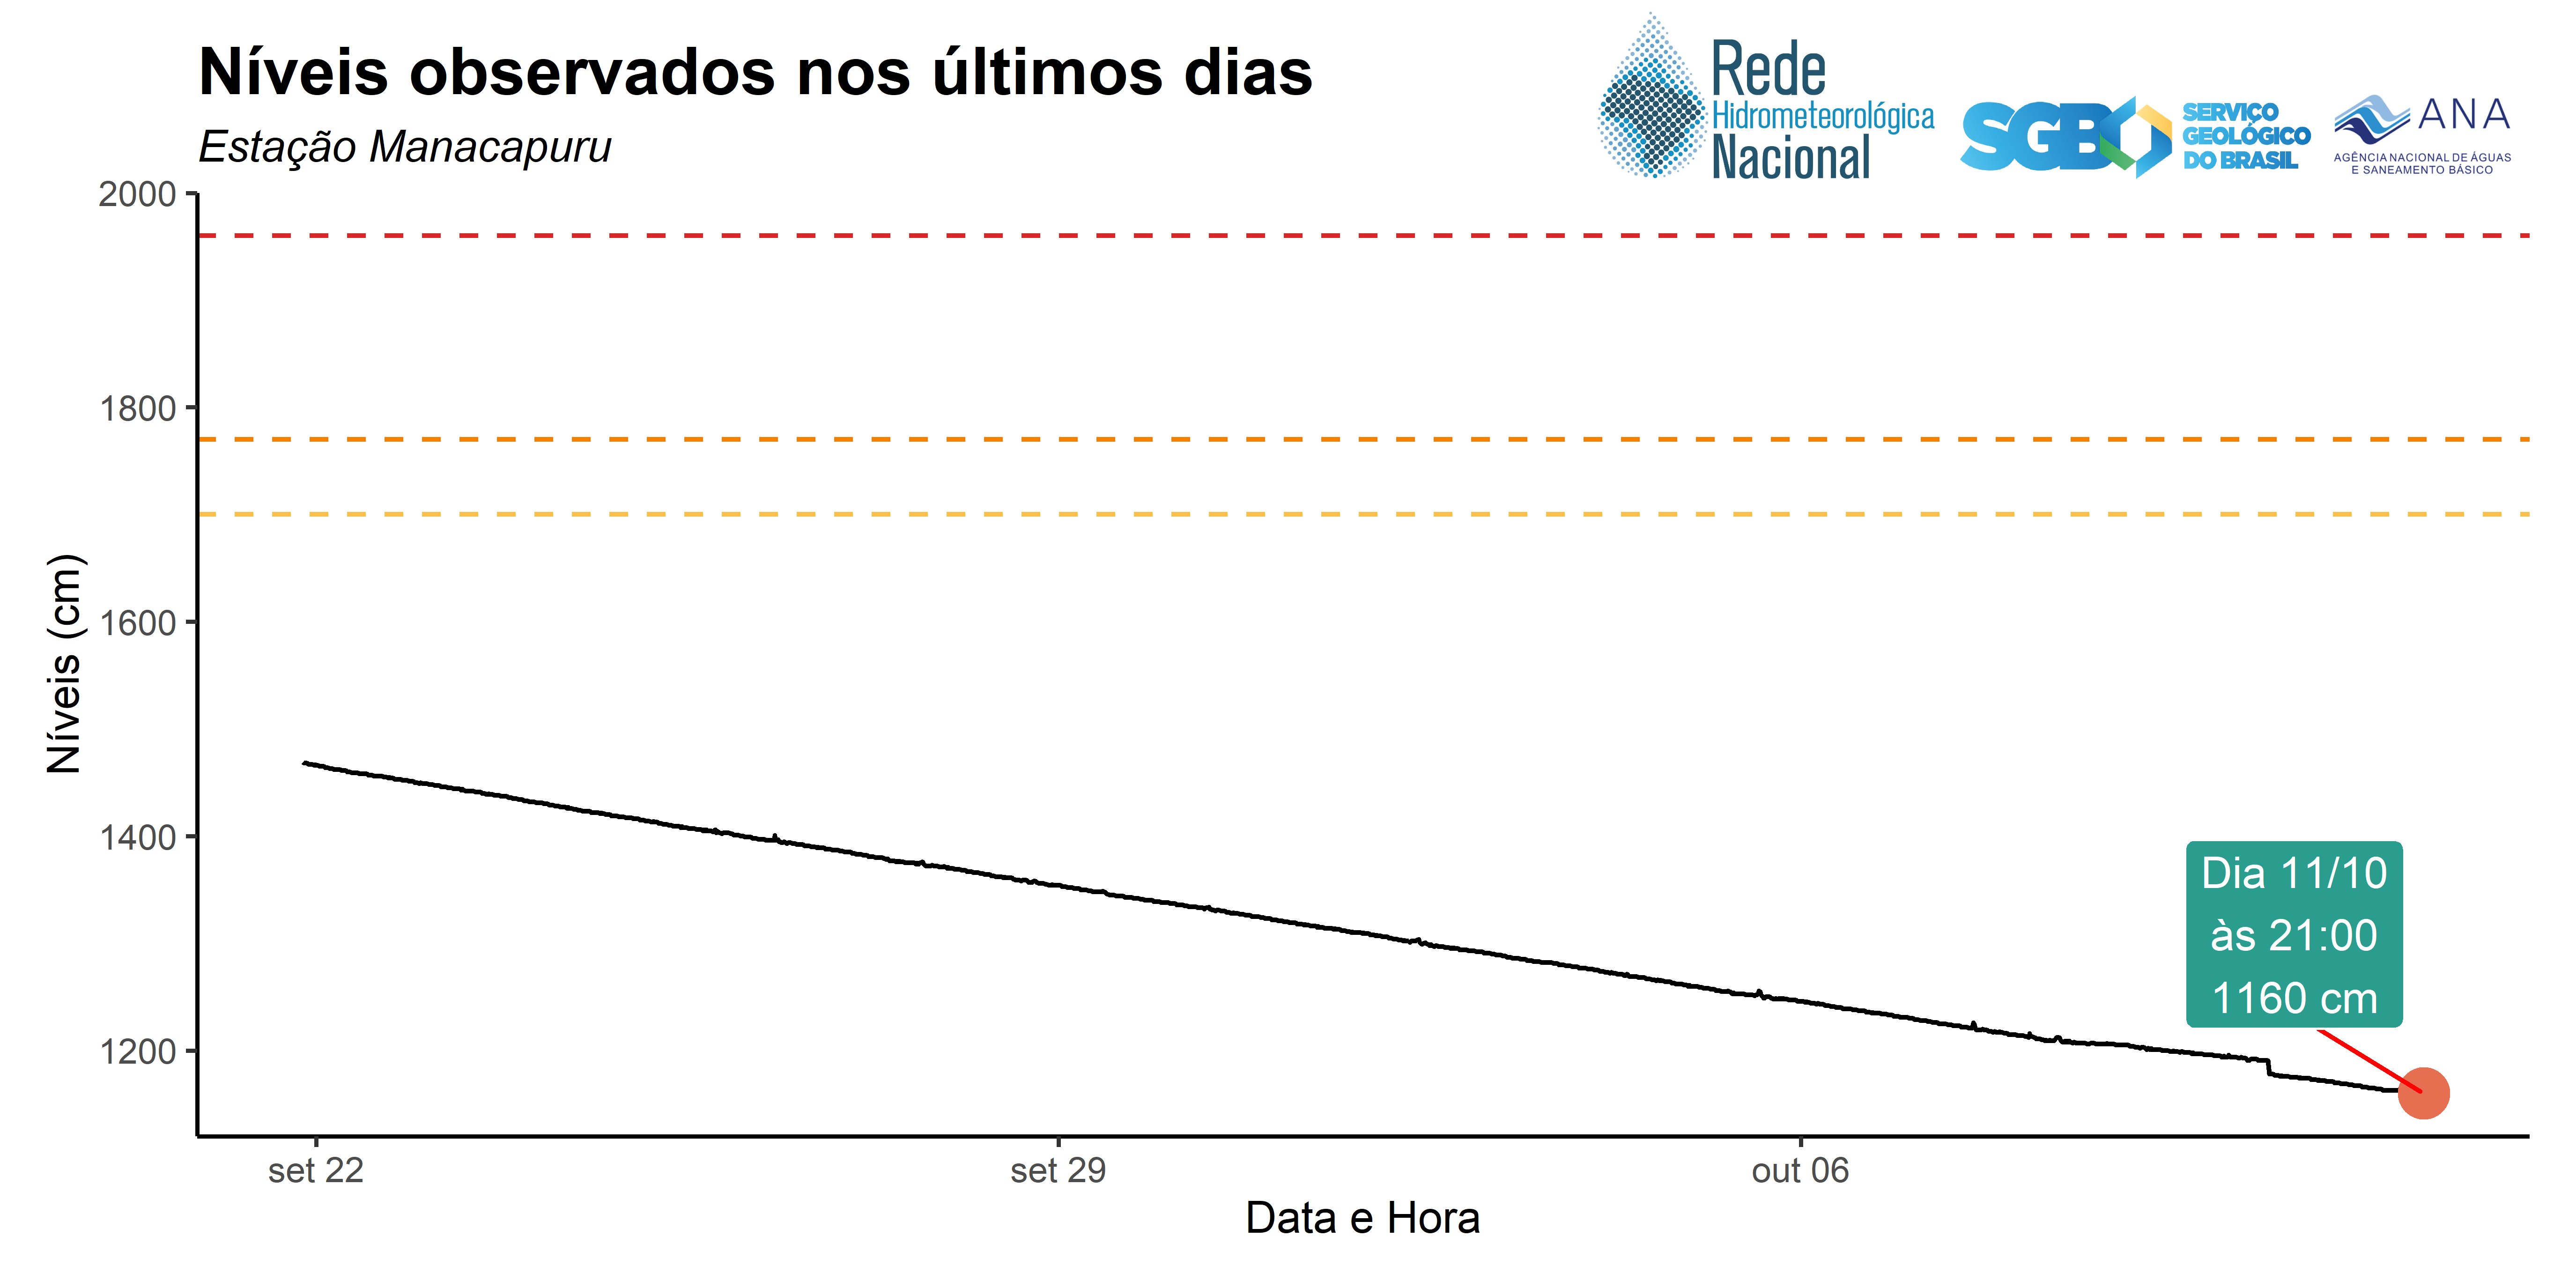 Níveis observados nos últimos dias
Estação Manacapuru
Rede
Hidrometeorológica
Nacional
SGB
SERVIÇO
GEOLÓGICO
DO BRASIL
ANA
AGÊNCIA NACIONAL DE ÁGUAS
E SANEAMENTO BÁSICO
2000
1800
1600
1400
1200
Níveis (cm)
Dia 11/10
às 21:00
1160 cm
set 22
set 29
out 06
Data e Hora